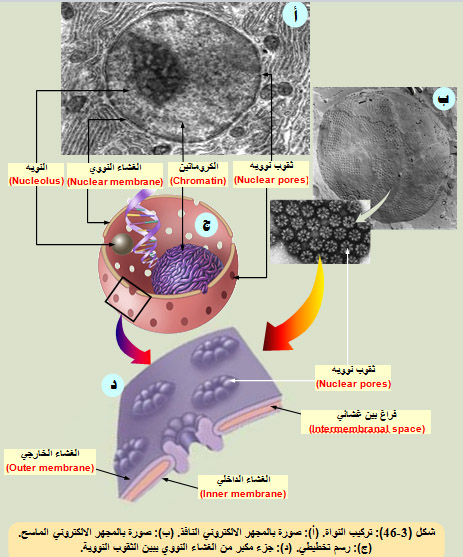 أ
ب
النويه
(Nucleolus)
الغشاء النووي
(Nuclear membrane)
الكروماتين
(Chromatin)
ثقوب نوويه
(Nuclear pores)
ج
ثقوب نوويه
(Nuclear pores)
د
فراغ بين غشائي
(Intermembranal space)
الغشاء الخارجي
(Outer membrane)
الغشاء الداخلي
(Inner membrane)
شكل (3-46): تركيب النواة. (أ): صورة بالمجهر الالكتروني النافذ. (ب): صورة بالمجهر الالكتروني الماسح.
(ج): رسم تخطيطي. (د): جزء مكبر من الغشاء النووي يبين الثقوب النووية.